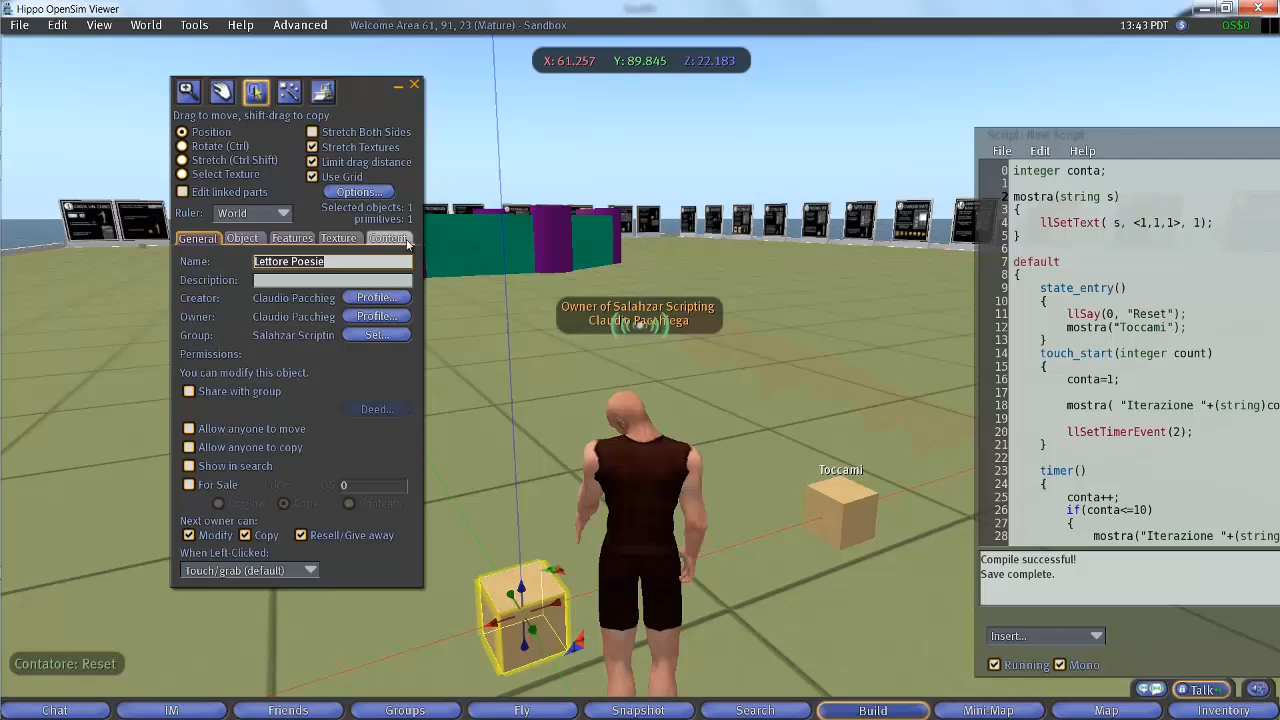 Hippo OpenSim Viewer
File Edit View World Tools Help Advanced Welcome Area 61, 91, 23 (Mature) - Sandbox 13:43 PDT OS$0
X: 61.257 Y: 89.845 Z: 22.183
Drag to move, shift-drag to copy
Position
Rotate (Ctrl)
Stretch (Ctrl Shift)
Select Texture
Edit linked parts
Stretch Both Sides
Stretch Textures
Limit drag distance
Use Grid
Options...
Ruler: World
Selected objects: 1
primitives: 1
General Object Features Texture Content
Name: Lettore Poesie
Description:
Creator: Claudio Pacchieg Profile...
Owner: Claudio Pacchieg Profile...
Group: Salahzar Scriptin Set...
Permissions:
You can modify this object.
Share with group
Deed...
Allow anyone to move
Allow anyone to copy
Show in search
For Sale Price: OS 0
Original Copy Contents
Next owner can:
Modify Copy Resell/Give away
When Left-Clicked:
Touch/grab (default)
Owner of Salahzar Scripting
Claudio Pacchiega
Toccami
Contatore: Reset
Script: New Script
File Edit Help
0 integer conta;
1
2 mostra(string s)
3 {
4 llSetText( s, <1,1,1>, 1);
5 }
6
7 default
8 {
9 state_entry()
10 {
11 llSay(0, "Reset");
12 mostra("Toccami");
13 }
14 touch_start(integer count)
15 {
16 conta=1;
17
18 mostra( "Iterazione "+(string)co
19
20 llSetTimerEvent(2);
21 }
22
23 timer()
24 {
25 conta++;
26 if(conta<=10)
27 {
28 mostra("Iterazione "+(string
Compile successful!
Save complete.
Insert...
Running Mono
Talk
Chat IM Friends Groups Fly Snapshot Search Build Mini Map Map Inventory